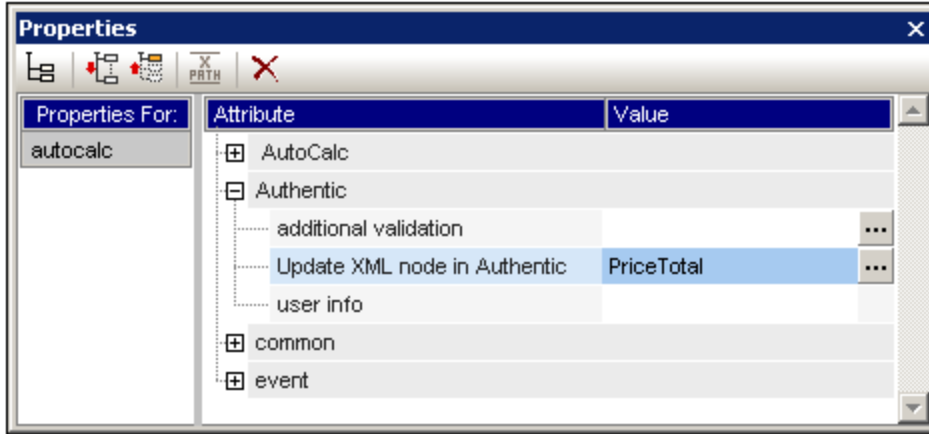 Properties
X
PATH
Properties For:
Attribute
Value
autocalc
AutoCalc
Authentic
additional validation
...
Update XML node in Authentic
PriceTotal
...
user info
common
event